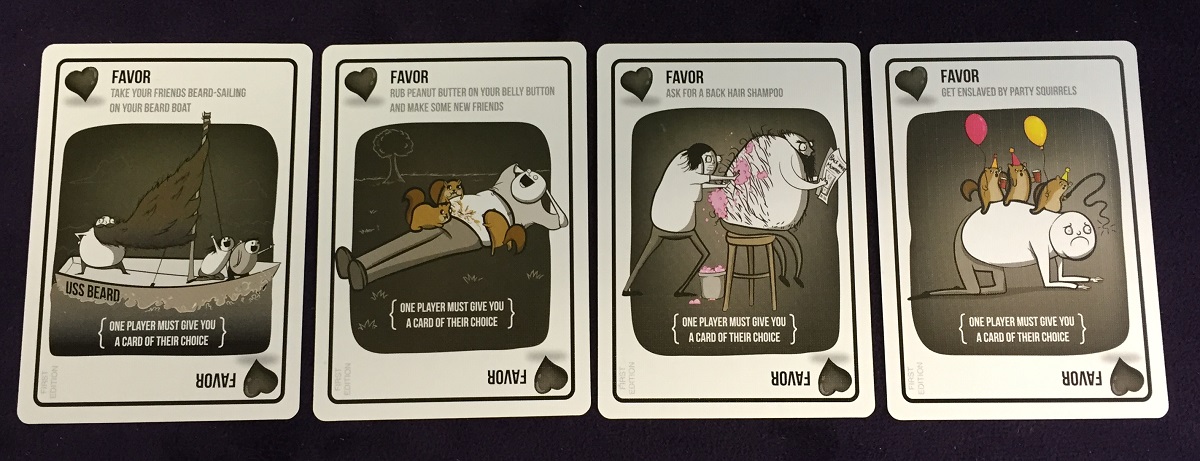 FAVOR
TAKE YOUR FRIENDS BEARD-SAILING
ON YOUR BEARD BOAT
USS BEARD
ONE PLAYER MUST GIVE YOU
A CARD OF THEIR CHOICE
FAVOR
FIRST
EDITION
FAVOR
RUB PEANUT BUTTER ON YOUR BELLY BUTTON
AND MAKE SOME NEW FRIENDS
ONE PLAYER MUST GIVE YOU
A CARD OF THEIR CHOICE
FAVOR
FIRST
EDITION
FAVOR
ASK FOR A BACK HAIR SHAMPOO
ONE PLAYER MUST GIVE YOU
A CARD OF THEIR CHOICE
FAVOR
FIRST
EDITION
FAVOR
GET ENSLAVED BY PARTY SQUIRRELS
ONE PLAYER MUST GIVE YOU
A CARD OF THEIR CHOICE
FAVOR
FIRST
EDITION